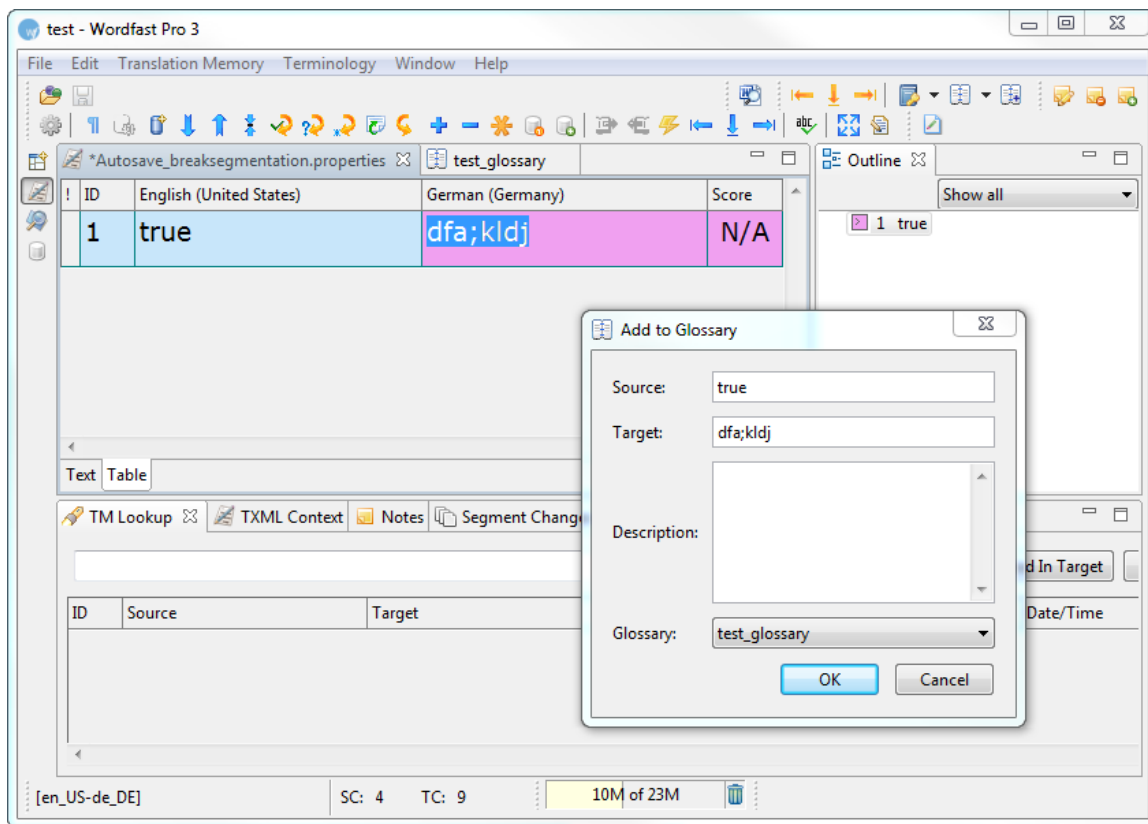 test - Wordfast Pro 3
File Edit Translation Memory Terminology Window Help
*Autosave_breaksegmentation.properties test_glossary Outline
! ID English (United States) German (Germany) Score Show all
1 true dfa;kldj N/A 1 true
Add to Glossary
Source: true
Target: dfa;kldj
Text Table
TM Lookup TXML Context Notes Segment Chang
Description:
d In Target
ID Source Target Date/Time
Glossary: test_glossary
OK Cancel
[en_US-de_DE] SC: 4 TC: 9 10M of 23M